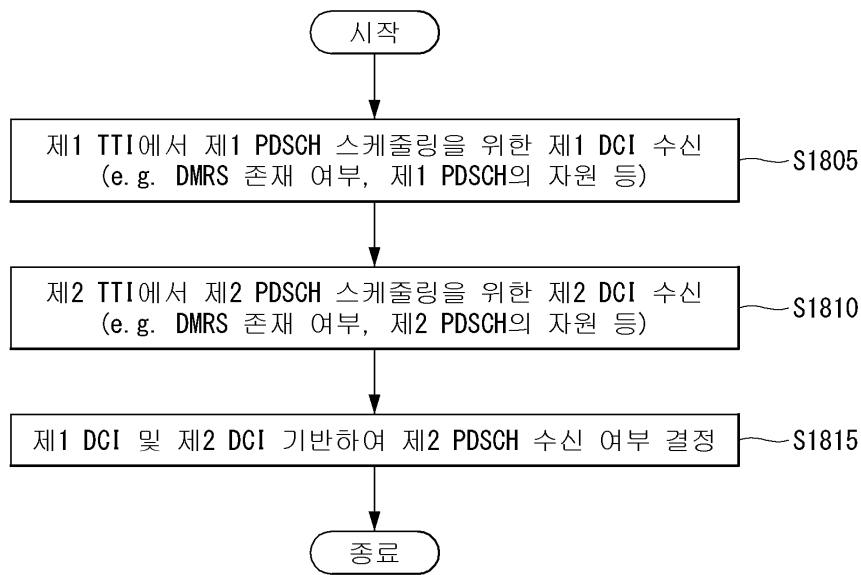 시작
제1 TTI에서 제1 PDSCH 스케줄링을 위한 제1 DCI 수신
(e.g. DMRS 존재 여부, 제1 PDSCH의 자원 등)
S1805
제2 TTI에서 제2 PDSCH 스케줄링을 위한 제2 DCI 수신
(e.g. DMRS 존재 여부, 제2 PDSCH의 자원 등)
S1810
제1 DCI 및 제2 DCI 기반하여 제2 PDSCH 수신 여부 결정
S1815
종료